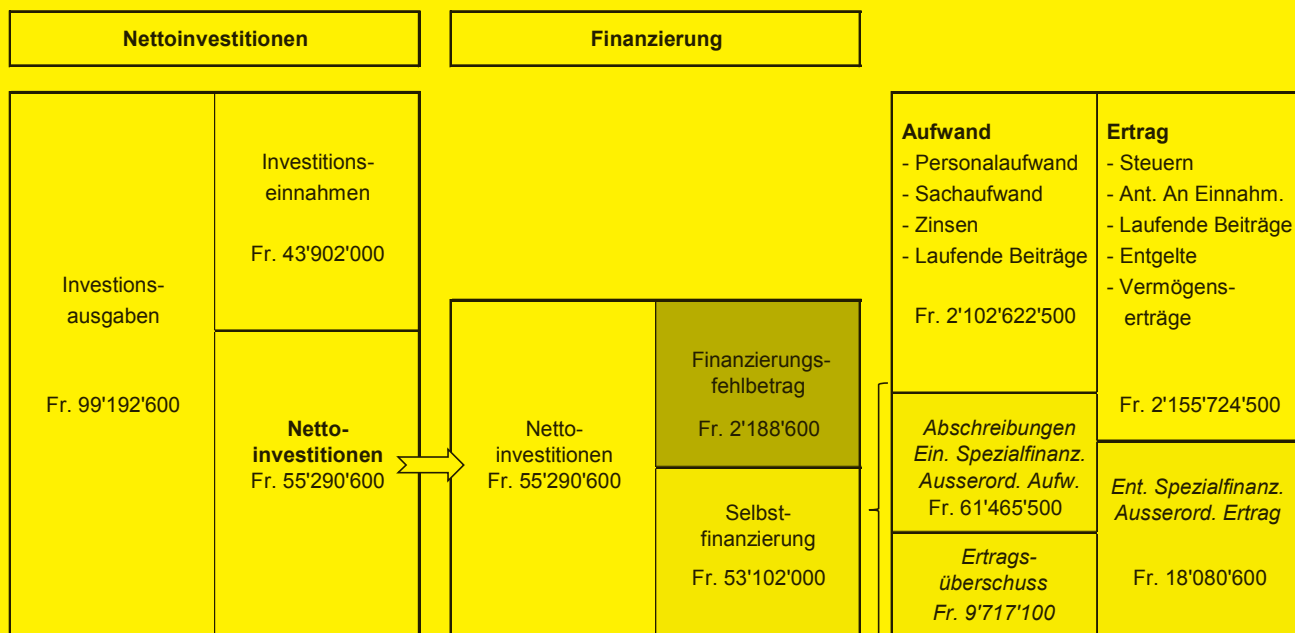 Nettoinvestitionen
Finanzierung
Investions-
ausgaben
Fr. 99'192'600
Investitions-
einnahmen
Fr. 43'902'000
Netto-
investitionen
Fr. 55'290'600
Netto-
investitionen
Fr. 55'290'600
Finanzierungs-
fehlbetrag
Fr. 2'188'600
Selbst-
finanzierung
Fr. 53'102'000
Aufwand
- Personalaufwand
- Sachaufwand
- Zinsen
- Laufende Beiträge
Fr. 2'102'622'500
Abschreibungen
Ein. Spezialfinanz.
Ausserord. Aufw.
Fr. 61'465'500
Ertrags-
überschuss
Fr. 9'717'100
Ertrag
- Steuern
- Ant. An Einnahm.
- Laufende Beiträge
- Entgelte
- Vermögens-
erträge
Fr. 2'155'724'500
Ent. Spezialfinanz.
Ausserord. Ertrag
Fr. 18'080'600